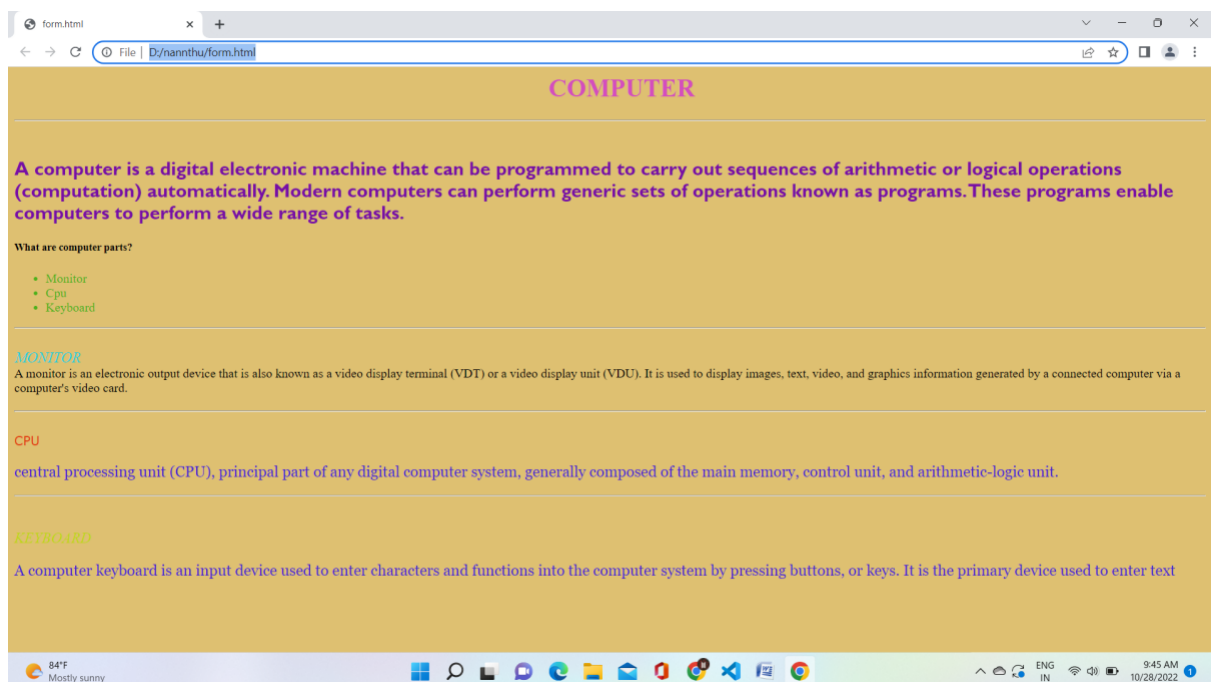 form.html
File | D:/nannthu/form.html
COMPUTER
A computer is a digital electronic machine that can be programmed to carry out sequences of arithmetic or logical operations
(computation) automatically. Modern computers can perform generic sets of operations known as programs. These programs enable
computers to perform a wide range of tasks.
What are computer parts?
• Monitor
• Cpu
• Keyboard
MONITOR
A monitor is an electronic output device that is also known as a video display terminal (VDT) or a video display unit (VDU). It is used to display images, text, video, and graphics information generated by a connected computer via a
computer's video card.
CPU
central processing unit (CPU), principal part of any digital computer system, generally composed of the main memory, control unit, and arithmetic-logic unit.
KEYBOARD
A computer keyboard is an input device used to enter characters and functions into the computer system by pressing buttons, or keys. It is the primary device used to enter text
84°F
Mostly sunny
ENG
IN
9:45 AM
10/28/2022
1